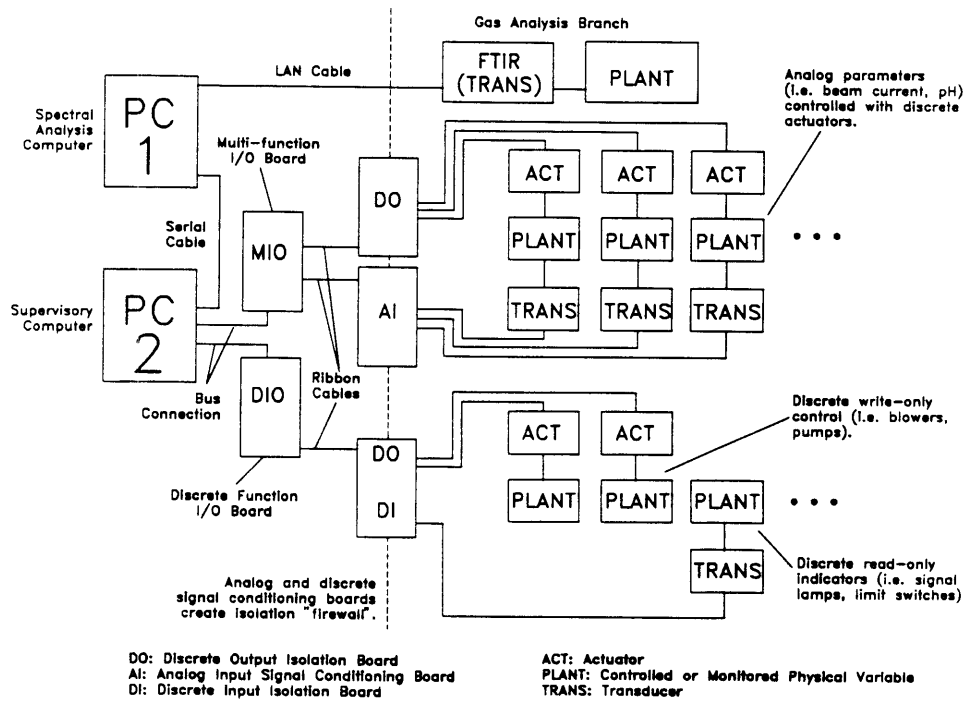 Gas Analysis Branch
LAN Cable
FTIR
(TRANS)
PLANT
Spectral
Analysis
Computer
PC
1
Multi-function
I/O Board
Analog parameters
(i.e. beam current, pH)
controlled with discrete
actuators.
DO
ACT
ACT
ACT
Serial
Cable
MIO
PLANT
PLANT
PLANT
• • •
Supervisory
Computer
PC
2
AI
TRANS
TRANS
TRANS
Bus
Connection
DIO
Ribbon
Cables
Discrete write-only
control (i.e. blowers,
pumps).
DO
DI
ACT
ACT
PLANT
PLANT
PLANT
• • •
Discrete Function
I/O Board
TRANS
Discrete read-only
indicators (i.e. signal
lamps, limit switches)
Analog and discrete
signal conditioning boards
create isolation "firewall".
DO: Discrete Output Isolation Board
AI: Analog Input Signal Conditioning Board
DI: Discrete Input Isolation Board
ACT: Actuator
PLANT: Controlled or Monitored Physical Variable
TRANS: Transducer